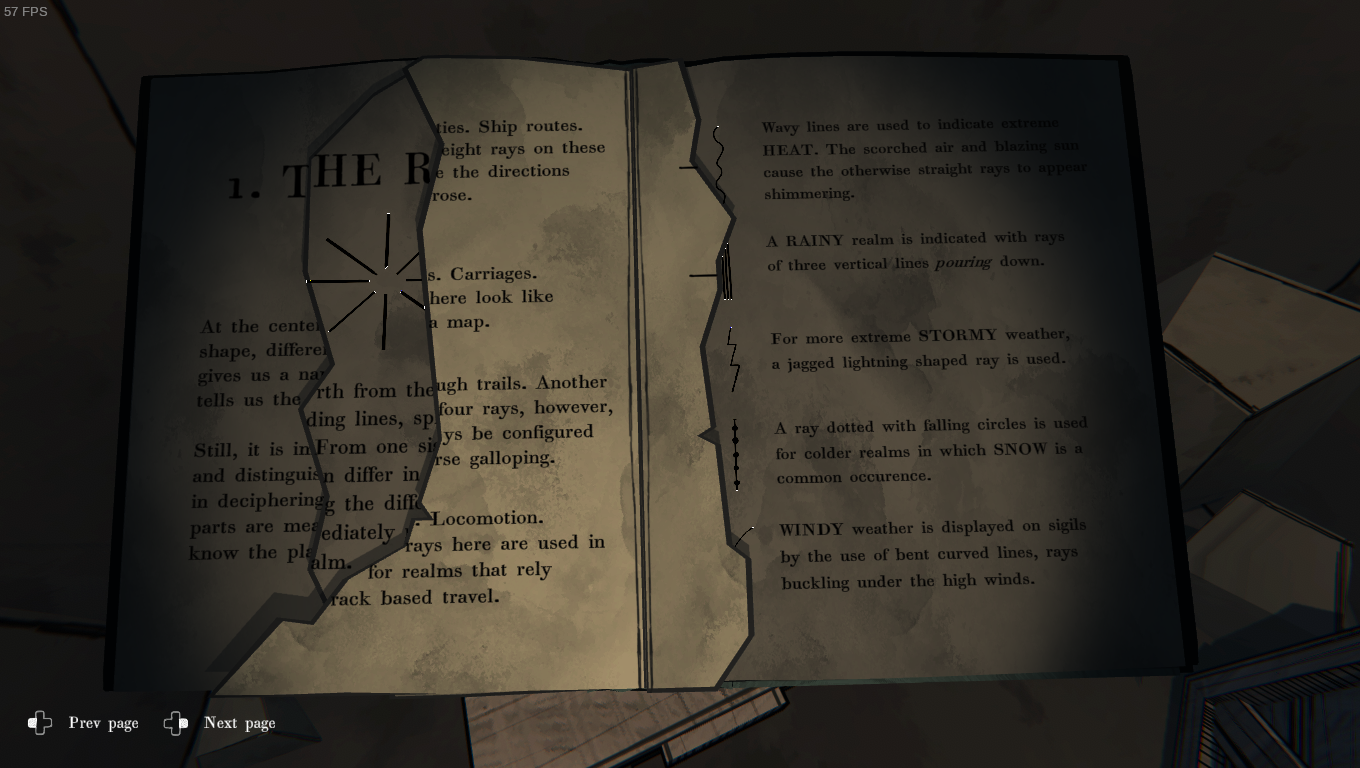 57 FPS
1. THE R
At the cente
shape, differe
gives us a na
tells us the
Still, it is in
and distinguis
in deciphering
parts are mea
know the pla
rth from the
ding lines, sp
From one si
n differ in
g the diff
ediately
alm.
ties. Ship routes.
eight rays on these
e the directions
rose.
s. Carriages.
here look like
a map.
ugh trails. Another
four rays, however,
ys be configured
rse galloping.
. Locomotion.
rays here are used in
for realms that rely
rack based travel.
Wavy lines are used to indicate extreme
HEAT. The scorched air and blazing sun
cause the otherwise straight rays to appear
shimmering.
A RAINY realm is indicated with rays
of three vertical lines pouring down.
For more extreme STORMY weather,
a jagged lightning shaped ray is used.
A ray dotted with falling circles is used
for colder realms in which SNOW is a
common occurence.
WINDY weather is displayed on sigils
by the use of bent curved lines, rays
buckling under the high winds.
Prev page
Next page